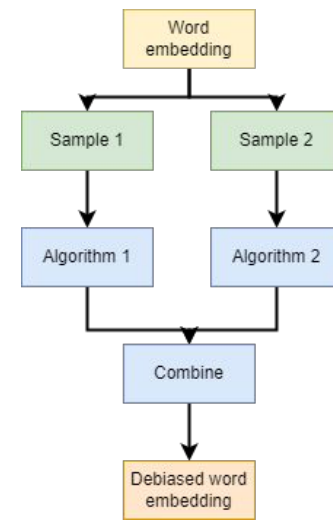 Word
embedding
Sample 1
Sample 2
Algorithm 1
Algorithm 2
Combine
Debiased word
embedding